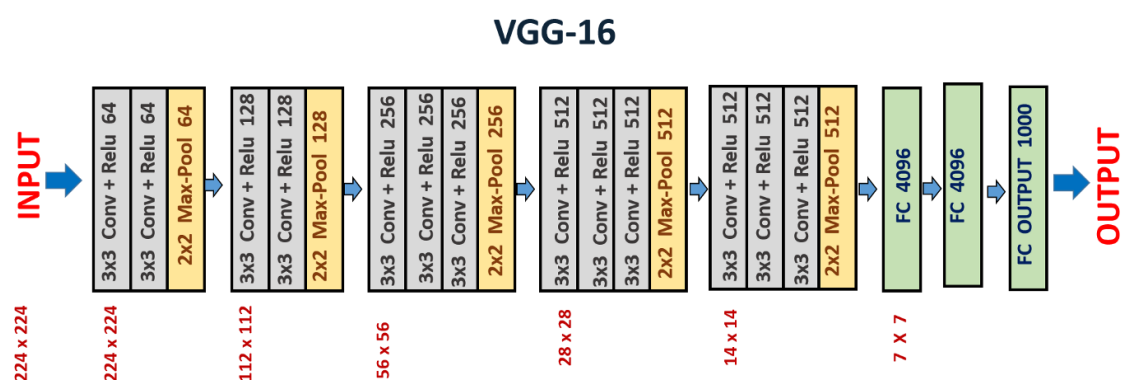 VGG-16
INPUT
3x3 Conv + Relu 64
3x3 Conv + Relu 64
2x2 Max-Pool 64
3x3 Conv + Relu 128
3x3 Conv + Relu 128
2x2 Max-Pool 128
3x3 Conv + Relu 256
3x3 Conv + Relu 256
3x3 Conv + Relu 256
2x2 Max-Pool 256
3x3 Conv + Relu 512
3x3 Conv + Relu 512
3x3 Conv + Relu 512
2x2 Max-Pool 512
3x3 Conv + Relu 512
3x3 Conv + Relu 512
3x3 Conv + Relu 512
2x2 Max-Pool 512
FC 4096
FC 4096
FC OUTPUT 1000
OUTPUT
224 x 224
224 x 224
112 x 112
56 x 56
28 x 28
14 x 14
7 X 7